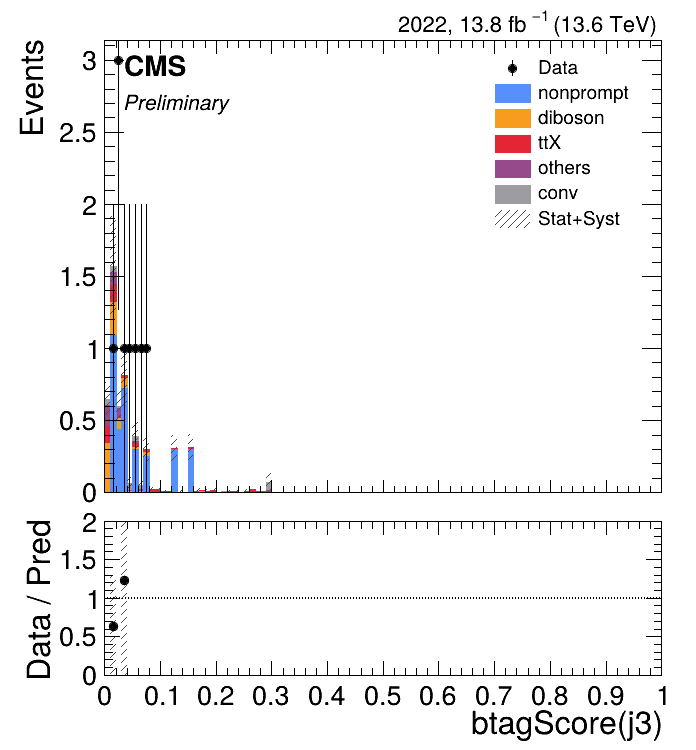 2022, 13.8 fb⁻¹ (13.6 TeV)
Events
3
2.5
2
1.5
1
0.5
0
CMS
Preliminary
Data
nonprompt
diboson
ttX
others
conv
Stat+Syst
Data / Pred
2
1.5
1
0.5
0
0 0.1 0.2 0.3 0.4 0.5 0.6 0.7 0.8 0.9 1
btagScore(j3)